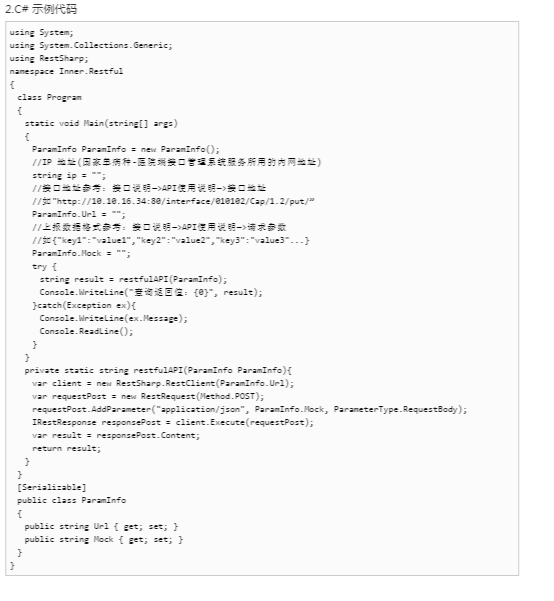 2.C# 示例代码
using System;
using System.Collections.Generic;
using RestSharp;
namespace Inner.Restful
{
class Program
{
static void Main(string[] args)
{
ParamInfo ParamInfo = new ParamInfo();
//IP 地址(国家单病种-医院端接口管理系统服务所用的内网地址)
string ip = "";
//接口地址参考: 接口说明->API使用说明->接口地址
//如"http://10.10.16.34:80/interface/010102/Cap/1.2/put/"
ParamInfo.Url = "";
//上报数据格式参考: 接口说明->API使用说明->请求参数
//如{"key1":"value1","key2":"value2","key3":"value3"...}
ParamInfo.Mock = "";
try {
string result = restfulAPI(ParamInfo);
Console.WriteLine("查询返回值: {0}", result);
}catch(Exception ex){
Console.WriteLine(ex.Message);
Console.ReadLine();
}
}
private static string restfulAPI(ParamInfo ParamInfo){
var client = new RestSharp.RestClient(ParamInfo.Url);
var requestPost = new RestRequest(Method.POST);
requestPost.AddParameter("application/json", ParamInfo.Mock, ParameterType.RequestBody);
IRestResponse responsePost = client.Execute(requestPost);
var result = responsePost.Content;
return result;
}
}
[Serializable]
public class ParamInfo
{
public string Url { get; set; }
public string Mock { get; set; }
}
}